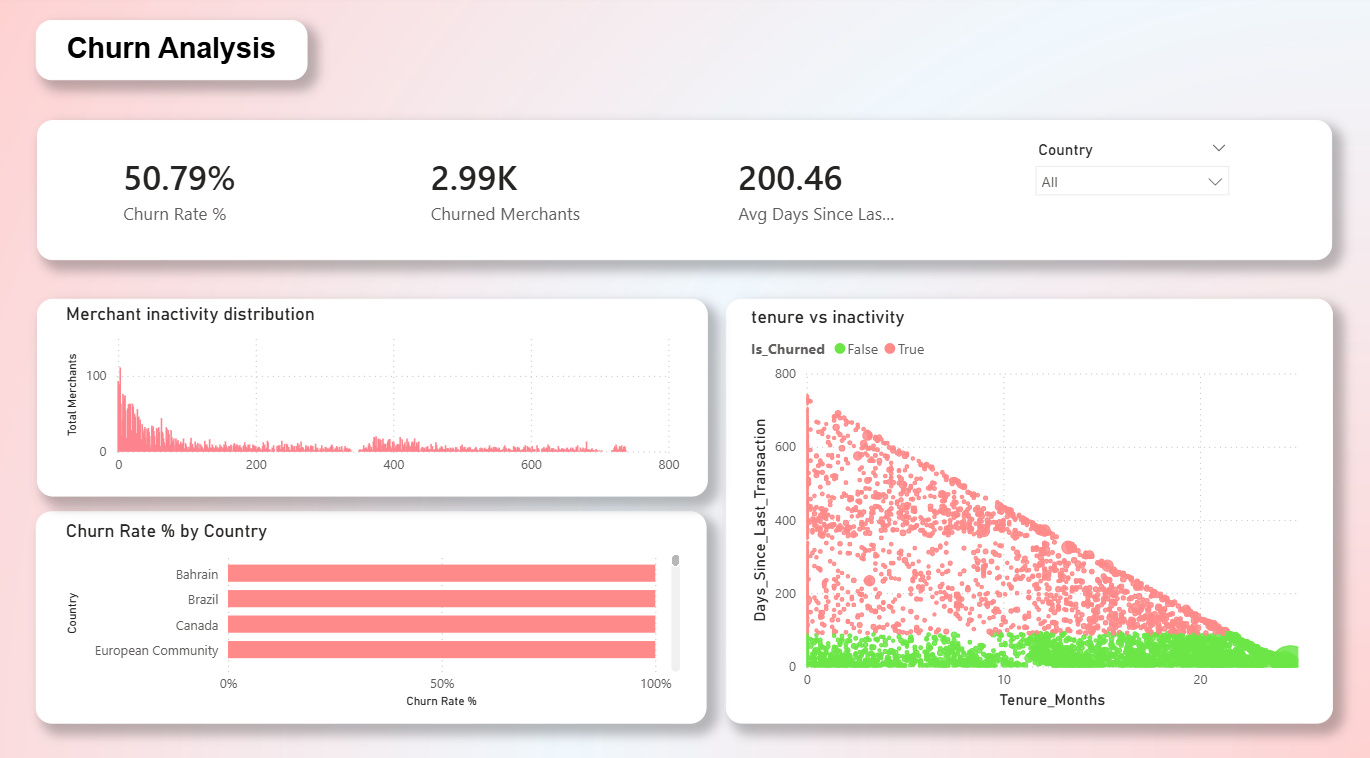 Churn Analysis
50.79%
Churn Rate %
2.99K
Churned Merchants
200.46
Avg Days Since Las...
Country
All
Merchant inactivity distribution
Total Merchants
100
0
0 200 400 600 800
Churn Rate % by Country
Country
Bahrain
Brazil
Canada
European Community
0% 50% 100%
Churn Rate %
tenure vs inactivity
Is_Churned False True
Days_Since_Last_Transaction
800
600
400
200
0
0 10 20
Tenure_Months